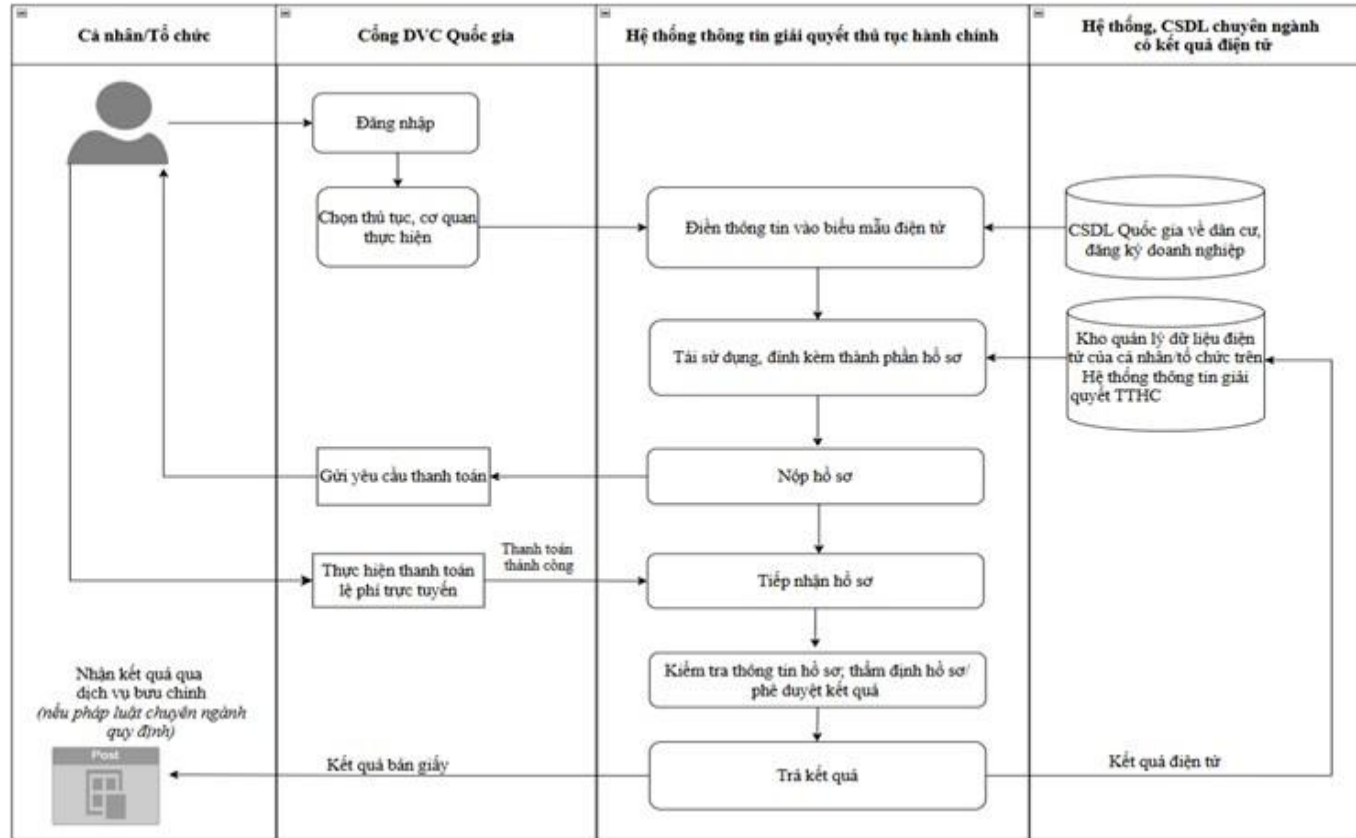 Cá nhân/Tổ chức
Cổng DVC Quốc gia
Hệ thống thông tin giải quyết thủ tục hành chính
Hệ thống, CSDL chuyên ngành
có kết quả điện tử
Đăng nhập
Chọn thủ tục, cơ quan
thực hiện
Điền thông tin vào biểu mẫu điện tử
CSDL Quốc gia về dân cư,
đăng ký doanh nghiệp
Tái sử dụng, đính kèm thành phần hồ sơ
Kho quản lý dữ liệu điện
tử của cá nhân/tổ chức trên
Hệ thống thông tin giải
quyết TTHC
Gửi yêu cầu thanh toán
Nộp hồ sơ
Thực hiện thanh toán
lệ phí trực tuyến
Thanh toán
thành công
Tiếp nhận hồ sơ
Kiểm tra thông tin hồ sơ; thẩm định hồ sơ/
phê duyệt kết quả
Nhận kết quả qua
dịch vụ bưu chính
(nếu pháp luật chuyên ngành
quy định)
Post
Kết quả bản giấy
Trả kết quả
Kết quả điện tử